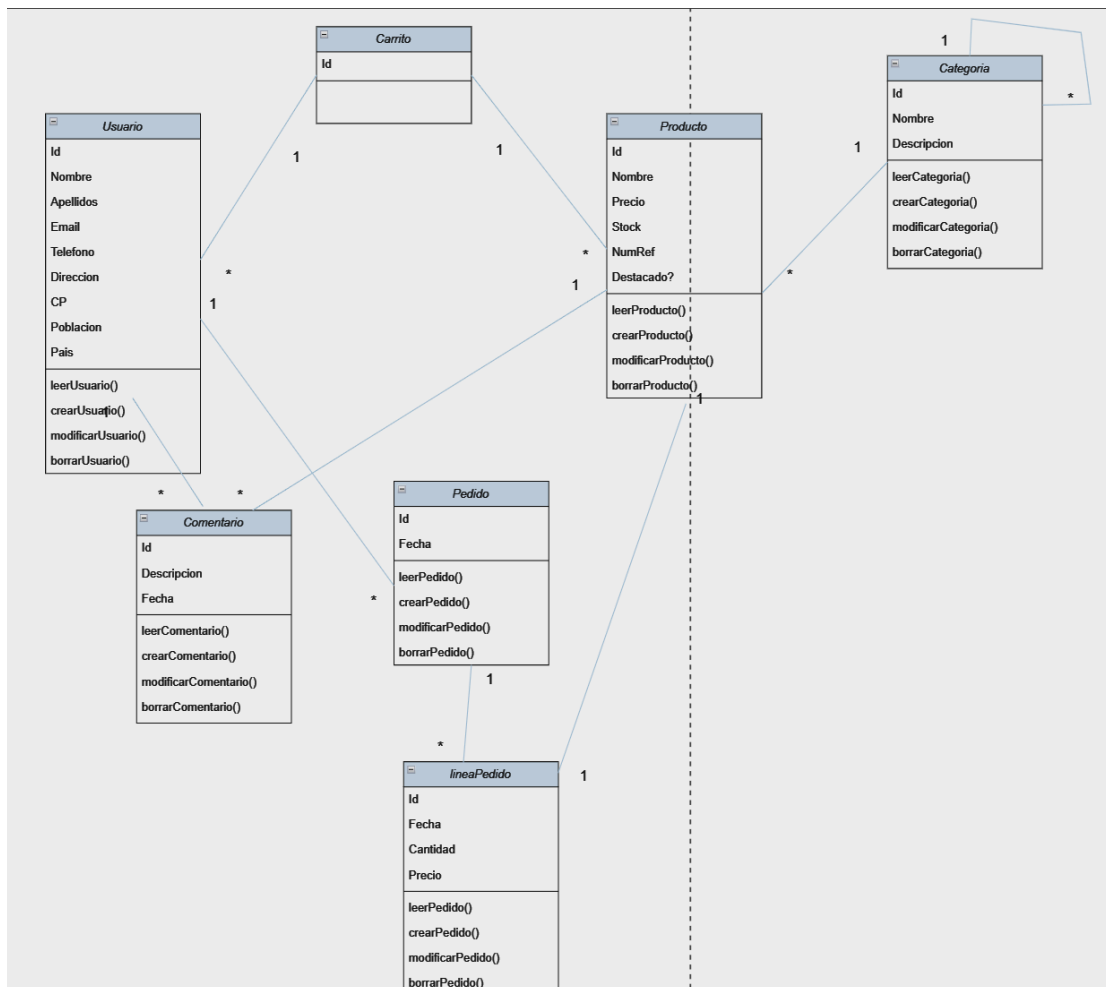 Carrito
Id
1
1
Usuario
Id
Nombre
Apellidos
Email
Telefono
Direccion
CP
Poblacion
Pais
leerUsuario()
crearUsuario()
modificarUsuario()
borrarUsuario()
*
1
1
Producto
Id
Nombre
Precio
Stock
NumRef
Destacado?
leerProducto()
crearProducto()
modificarProducto()
borrarProducto()
*
1
1
*
Categoria
Id
Nombre
Descripcion
leerCategoria()
crearCategoria()
modificarCategoria()
borrarCategoria()
1
*
1
*
*
Comentario
Id
Descripcion
Fecha
leerComentario()
crearComentario()
modificarComentario()
borrarComentario()
Pedido
Id
Fecha
leerPedido()
crearPedido()
modificarPedido()
borrarPedido()
*
1
*
1
lineaPedido
Id
Fecha
Cantidad
Precio
leerPedido()
crearPedido()
modificarPedido()
borrarPedido()